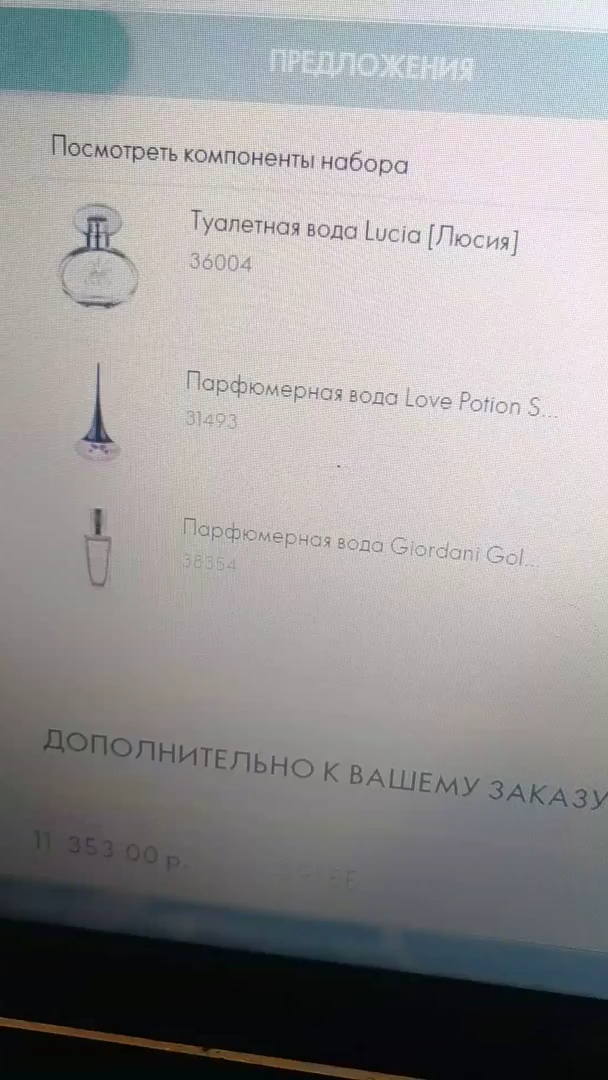 ПРЕДЛОЖЕНИЯ
Посмотреть компоненты набора
Туалетная вода Lucia [Люсия]
36004
Парфюмерная вода Love Potion S...
31493
Парфюмерная вода Giordani Gol...
38354
ДОПОЛНИТЕЛЬНО К ВАШЕМУ ЗАКАЗУ
11 353 00 р.